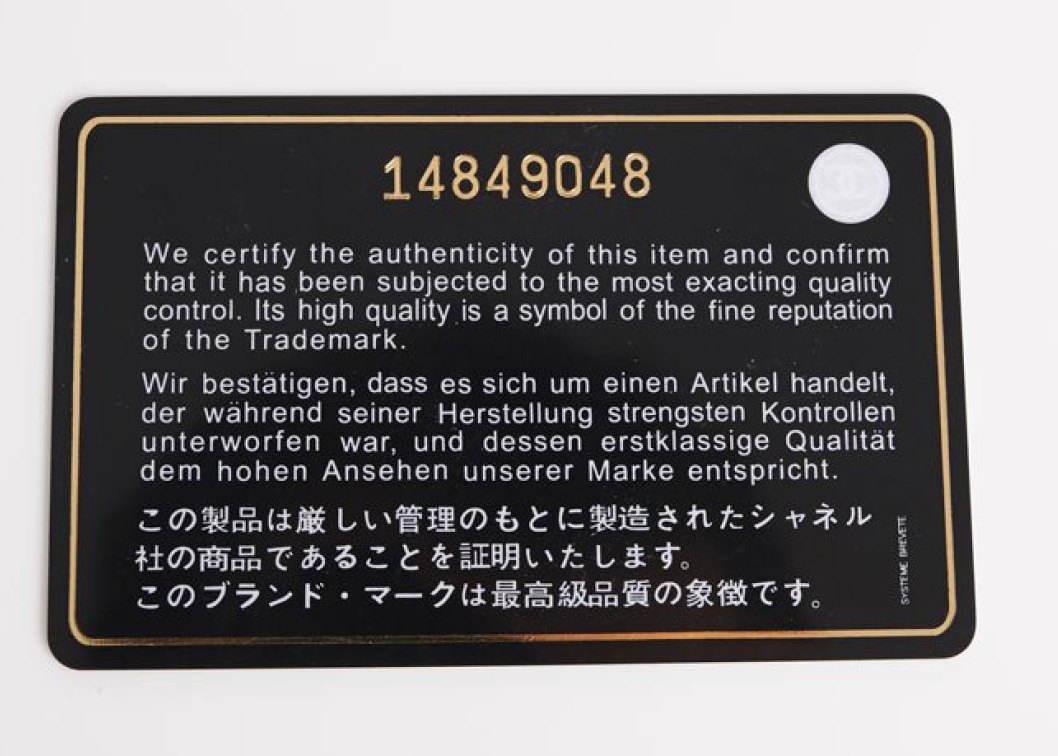 14849048
We certify the authenticity of this item and confirm
that it has been subjected to the most exacting quality
control. Its high quality is a symbol of the fine reputation
of the Trademark.
Wir bestätigen, dass es sich um einen Artikel handelt,
der während seiner Herstellung strengsten Kontrollen
unterworfen war, und dessen erstklassige Qualität
dem hohen Ansehen unserer Marke entspricht.
この製品は厳しい管理のもとに製造されたシャネル
社の商品であることを証明いたします。
このブランド・マークは最高級品質の象徴です。
SYSTEME BREVETE